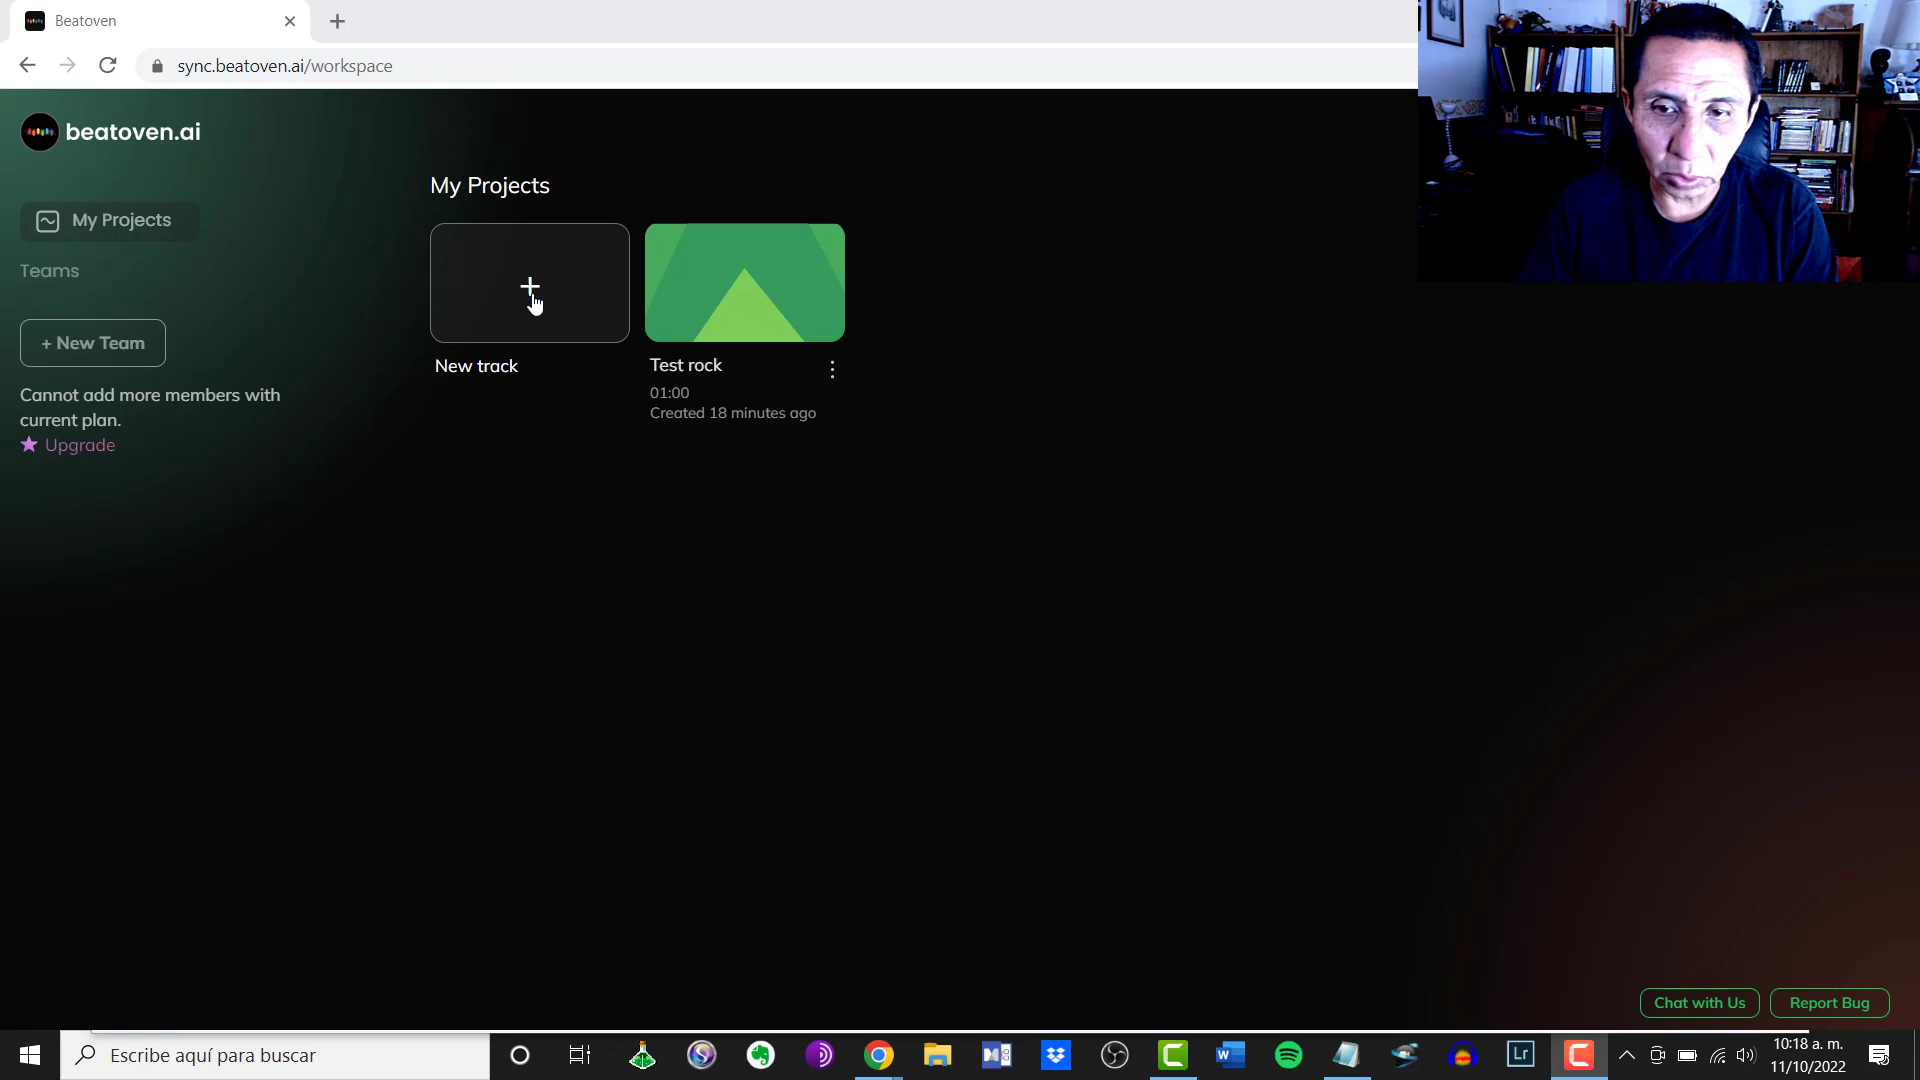 Beatoven
sync.beatoven.ai/workspace
beatoven.ai
My Projects
Teams
+ New Team
Cannot add more members with
current plan.
Upgrade
My Projects
New track
Test rock
01:00
Created 18 minutes ago
Chat with Us
Report Bug
Escribe aquí para buscar
W
Lr
10:18 a. m.
11/10/2022